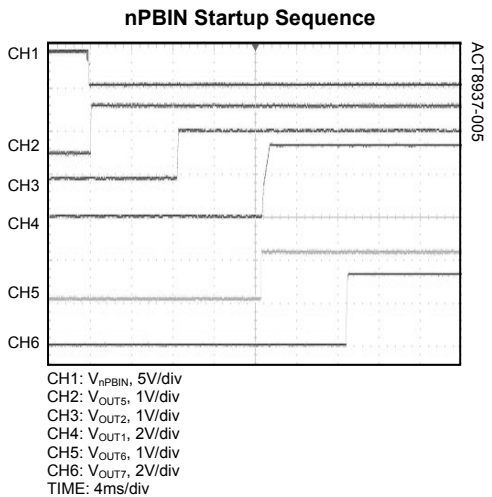 nPBIN Startup Sequence
CH1
CH2
CH3
CH4
CH5
CH6
ACT8937-005
CH1: VnPBIN, 5V/div
CH2: VOUT5, 1V/div
CH3: VOUT2, 1V/div
CH4: VOUT1, 2V/div
CH5: VOUT6, 1V/div
CH6: VOUT7, 2V/div
TIME: 4ms/div